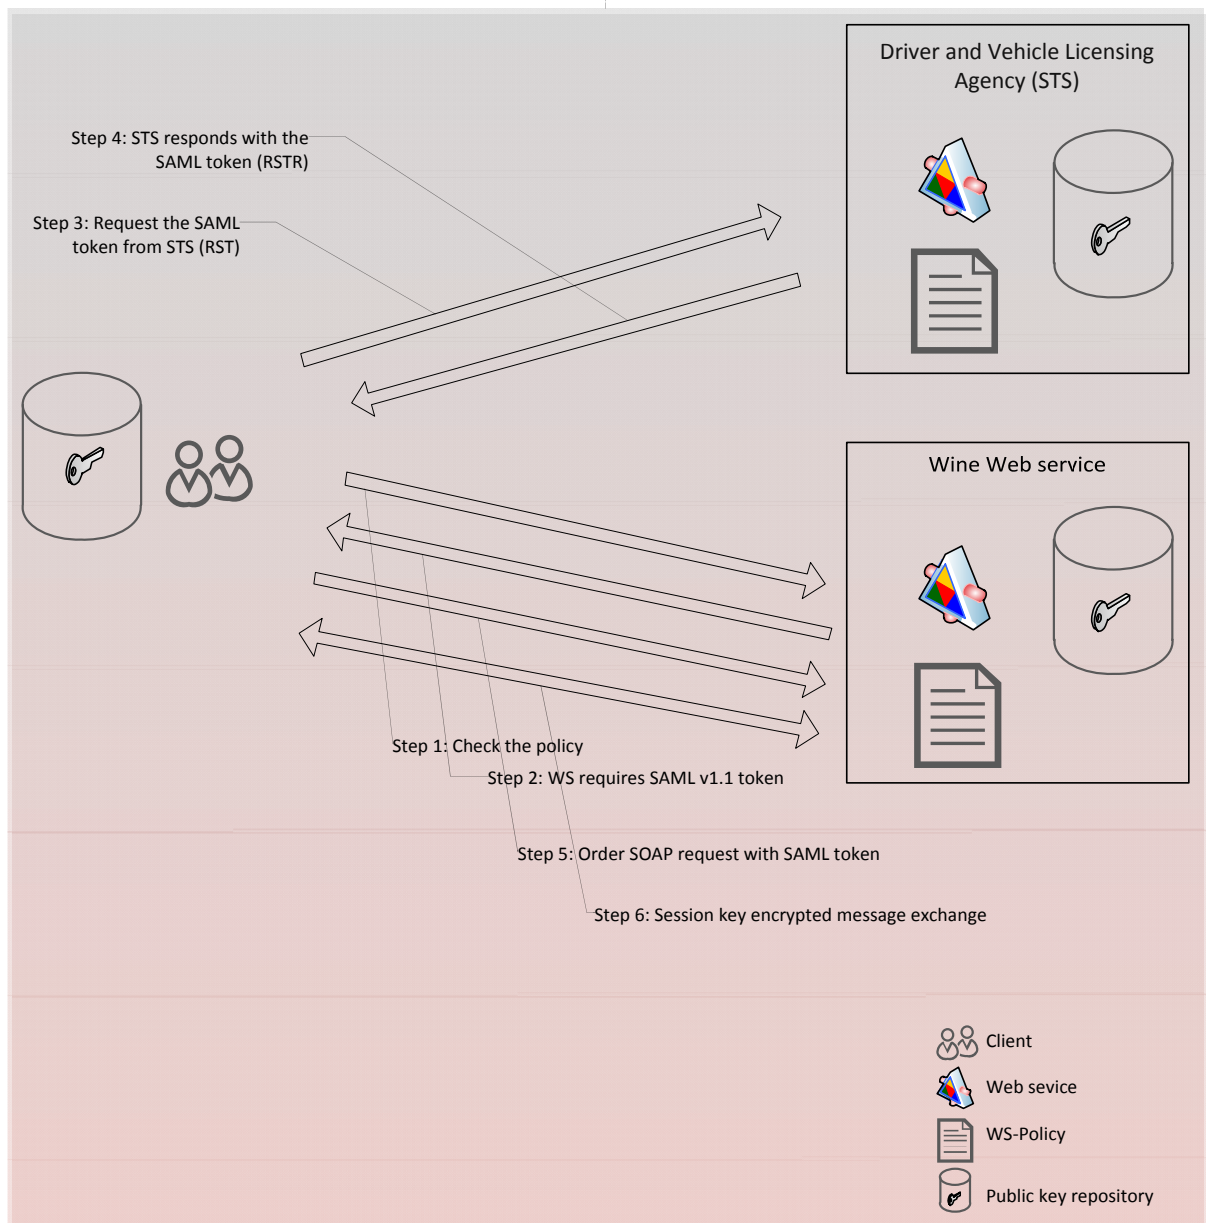 Driver and Vehicle Licensing
Agency (STS)
Step 4: STS responds with the
SAML token (RSTR)
Step 3: Request the SAML
token from STS (RST)
Wine Web service
Step 1: Check the policy
Step 2: WS requires SAML v1.1 token
Step 5: Order SOAP request with SAML token
Step 6: Session key encrypted message exchange
Client
Web sevice
WS-Policy
Public key repository